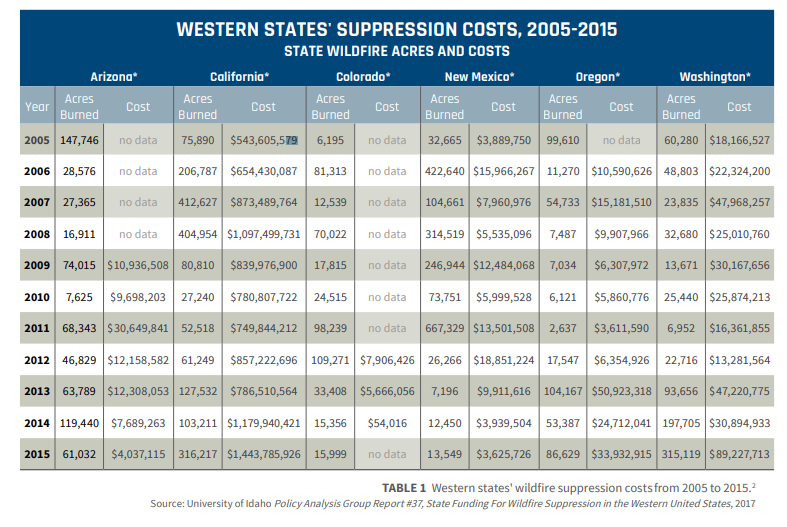 WESTERN STATES' SUPPRESSION COSTS, 2005-2015
STATE WILDFIRE ACRES AND COSTS
Arizona* California* Colorado* New Mexico* Oregon* Washington*
Year Acres Burned Cost Acres Burned Cost Acres Burned Cost Acres Burned Cost Acres Burned Cost Acres Burned Cost
2005 147,746 no data 75,890 $543,605,579 6,195 no data 32,665 $3,889,750 99,610 no data 60,280 $18,166,527
2006 28,576 no data 206,787 $654,430,087 81,313 no data 422,640 $15,966,267 11,270 $10,590,626 48,803 $22,324,200
2007 27,365 no data 412,627 $873,489,764 12,539 no data 104,661 $7,960,976 54,733 $15,181,510 23,835 $47,968,257
2008 16,911 no data 404,954 $1,097,499,731 70,022 no data 314,519 $5,535,096 7,487 $9,907,966 32,680 $25,010,760
2009 74,015 $10,936,508 80,810 $839,976,900 17,815 no data 246,944 $12,484,068 7,034 $6,307,972 13,671 $30,167,656
2010 7,625 $9,698,203 27,240 $780,807,722 24,515 no data 73,751 $5,999,528 6,121 $5,860,776 25,440 $25,874,213
2011 68,343 $30,649,841 52,518 $749,844,212 98,239 no data 667,329 $13,501,508 2,637 $3,611,590 6,952 $16,361,855
2012 46,829 $12,158,582 61,249 $857,222,696 109,271 $7,906,426 26,266 $18,851,224 17,547 $6,354,926 22,716 $13,281,564
2013 63,789 $12,308,053 127,532 $786,510,564 33,408 $5,666,056 7,196 $9,911,616 104,167 $50,923,318 93,656 $47,220,775
2014 119,440 $7,689,263 103,211 $1,179,940,421 15,356 $54,016 12,450 $3,939,504 53,387 $24,712,041 197,705 $30,894,933
2015 61,032 $4,037,115 316,217 $1,443,785,926 15,999 no data 13,549 $3,625,726 86,629 $33,932,915 315,119 $89,227,713
TABLE 1 Western states' wildfire suppression costs from 2005 to 2015.²
Source: University of Idaho Policy Analysis Group Report #37, State Funding For Wildfire Suppression in the Western United States, 2017